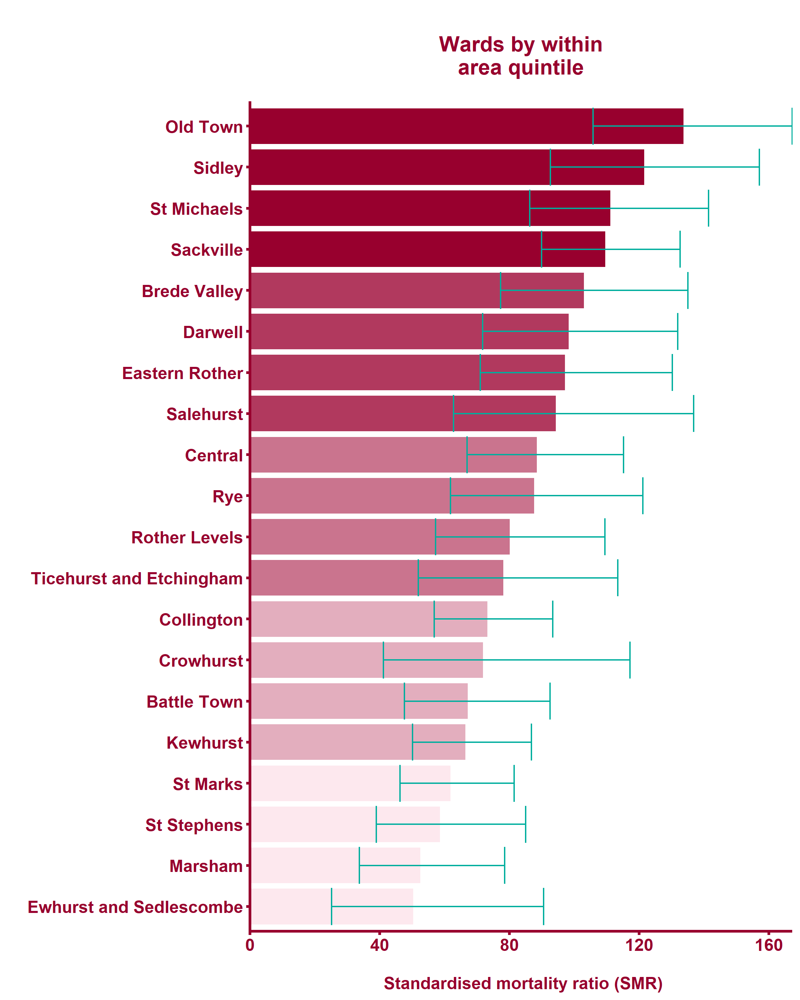 Wards by within
area quintile
Old Town
Sidley
St Michaels
Sackville
Brede Valley
Darwell
Eastern Rother
Salehurst
Central
Rye
Rother Levels
Ticehurst and Etchingham
Collington
Crowhurst
Battle Town
Kewhurst
St Marks
St Stephens
Marsham
Ewhurst and Sedlescombe
0 40 80 120 160
Standardised mortality ratio (SMR)